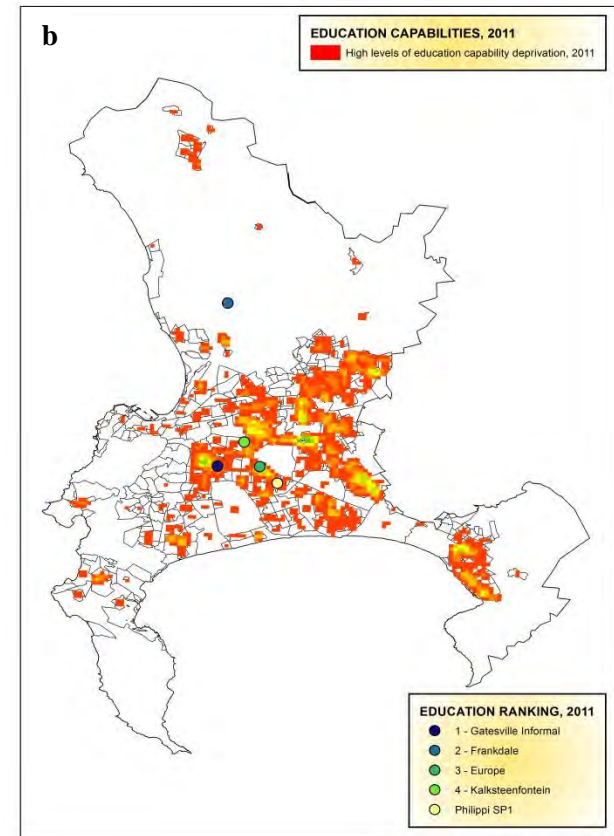 b
EDUCATION CAPABILITIES, 2011
High levels of education capability deprivation, 2011
EDUCATION RANKING, 2011
1 - Gatesville Informal
2 - Frankdale
3 - Europe
4 - Kalksteenfontein
Philippi SP1